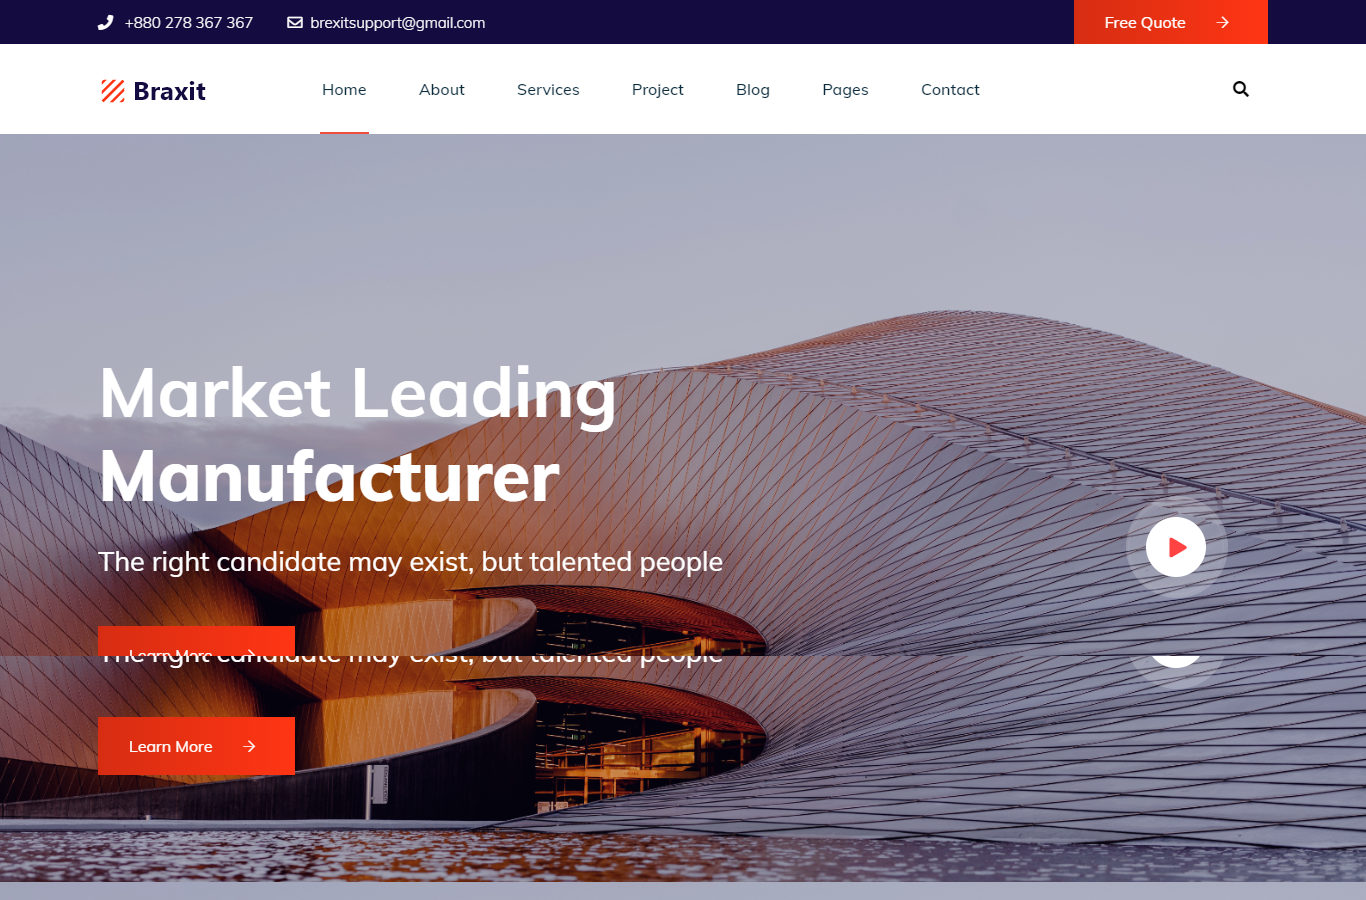 +880 278 367 367
brexitsupport@gmail.com
Free Quote
Braxit
Home
About
Services
Project
Blog
Pages
Contact
Market Leading
Manufacturer
The right candidate may exist, but talented people
Learn More
The right candidate may exist, but talented people
Learn More